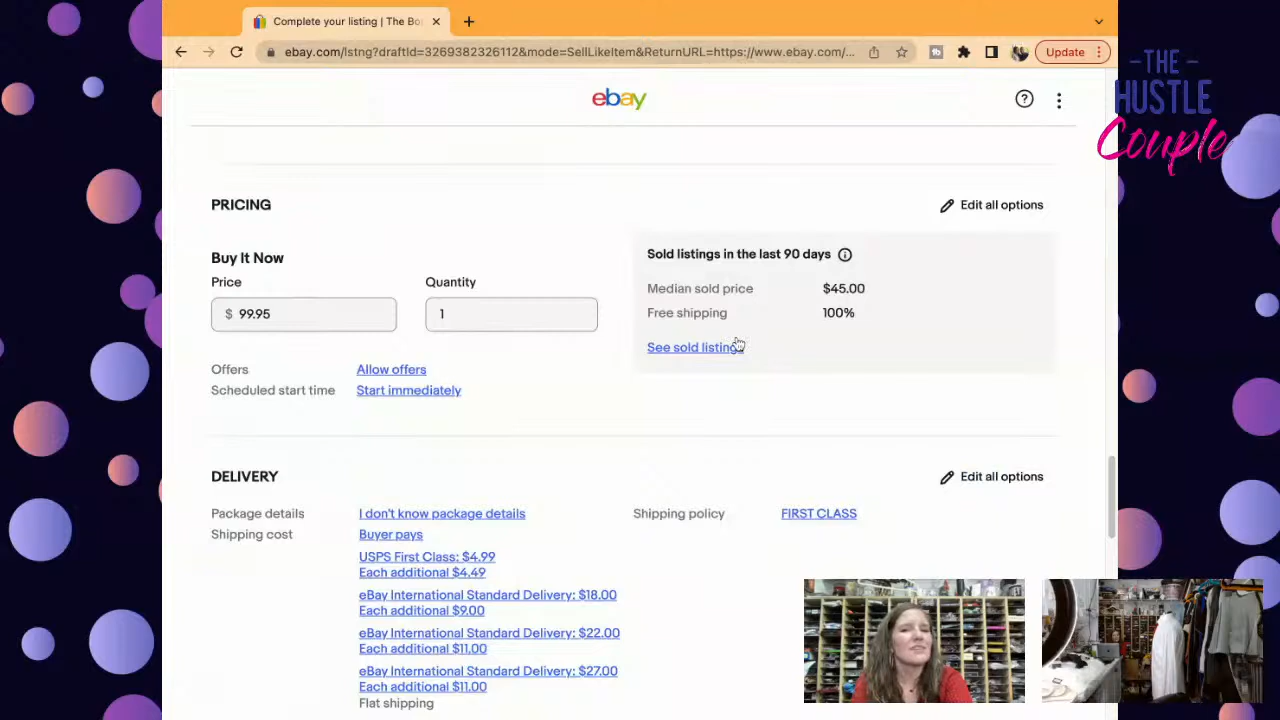 Complete your listing | The Bo
ebay.com/lstng?draftId=3269382326112&mode=SellLikeItem&ReturnURL=https://www.ebay.com/...
Update
-THE-
HUSTLE
Couple
ebay
PRICING
Edit all options
Buy It Now
Price
Quantity
$ 99.95
1
Sold listings in the last 90 days
Median sold price $45.00
Free shipping 100%
See sold listings
Offers Allow offers
Scheduled start time Start immediately
DELIVERY
Edit all options
Package details I don't know package details
Shipping policy FIRST CLASS
Shipping cost Buyer pays
USPS First Class: $4.99
Each additional $4.49
eBay International Standard Delivery: $18.00
Each additional $9.00
eBay International Standard Delivery: $22.00
Each additional $11.00
eBay International Standard Delivery: $27.00
Each additional $11.00
Flat shipping